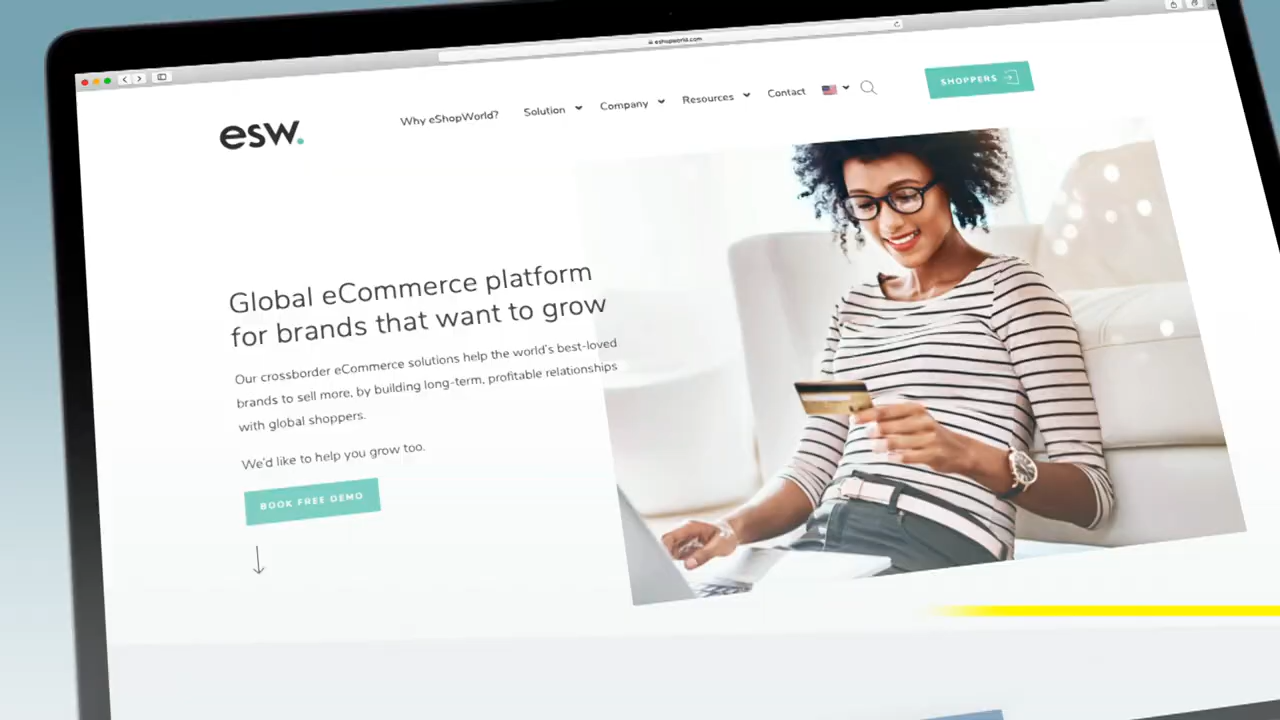 eshopworld.com
esw.
Why eShopWorld?
Solution
Company
Resources
Contact
SHOPPERS
Global eCommerce platform
for brands that want to grow
Our crossborder eCommerce solutions help the world's best-loved
brands to sell more, by building long-term, profitable relationships
with global shoppers.
We'd like to help you grow too.
BOOK FREE DEMO